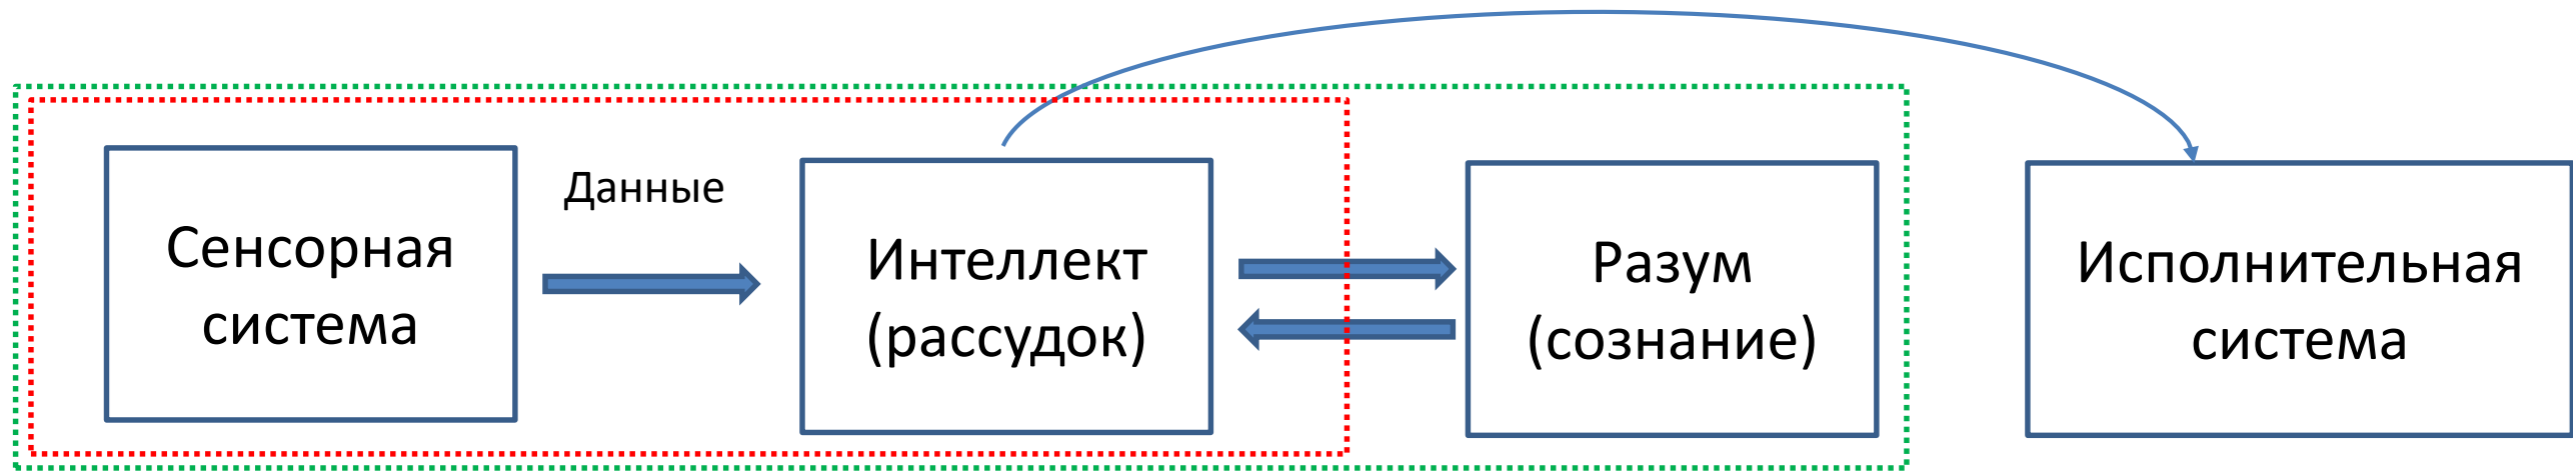 Сенсорная
система
Данные
Интеллект
(рассудок)
Разум
(сознание)
Исполнительная
система